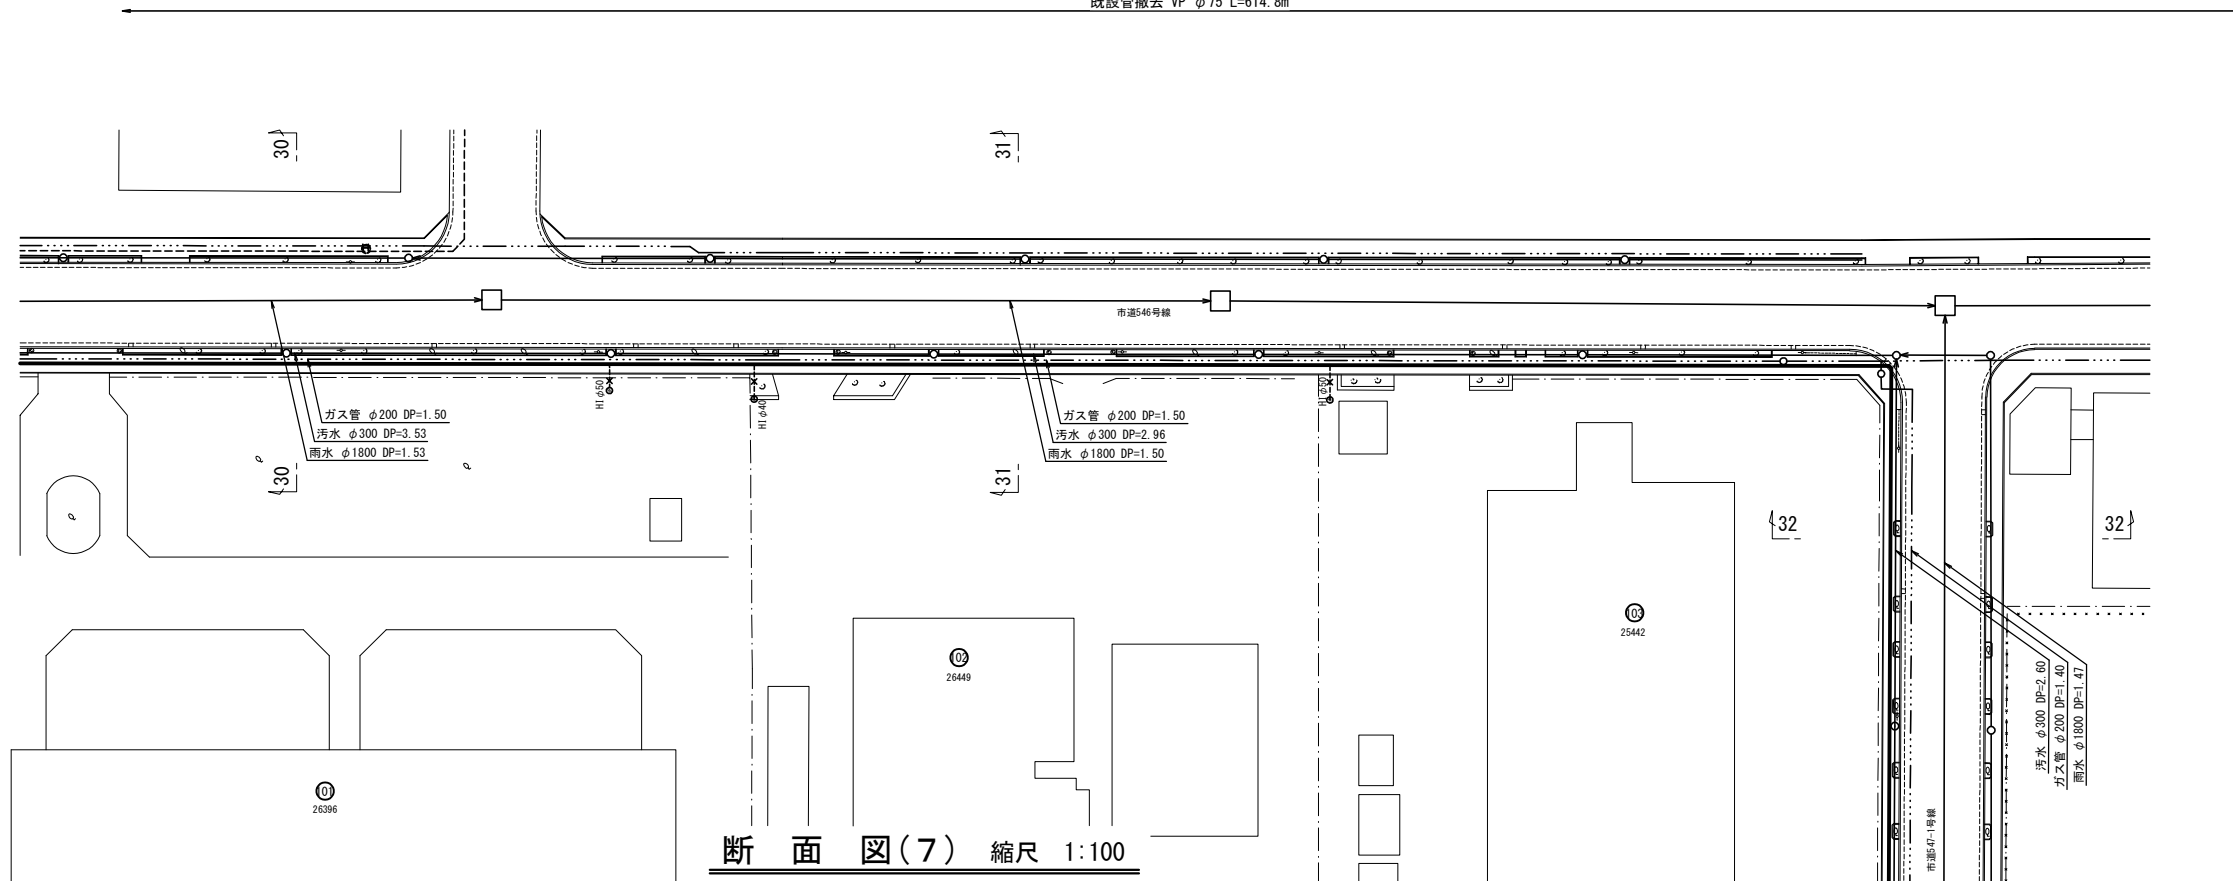 既設管撤去 VP φ75 L=614.8m
30
31
市道546号線
HIφ50
HIφ40
HIφ50
ガス管 φ200 DP=1.50
汚水 φ300 DP=3.53
雨水 φ1800 DP=1.53
ガス管 φ200 DP=1.50
汚水 φ300 DP=2.96
雨水 φ1800 DP=1.50
30
31
32
32
103
25442
102
26449
101
26396
汚水 φ300 DP=2.60
ガス管 φ200 DP=1.40
雨水 φ1800 DP=1.47
市道547-1号線
断 面 図(7) 縮尺 1:100